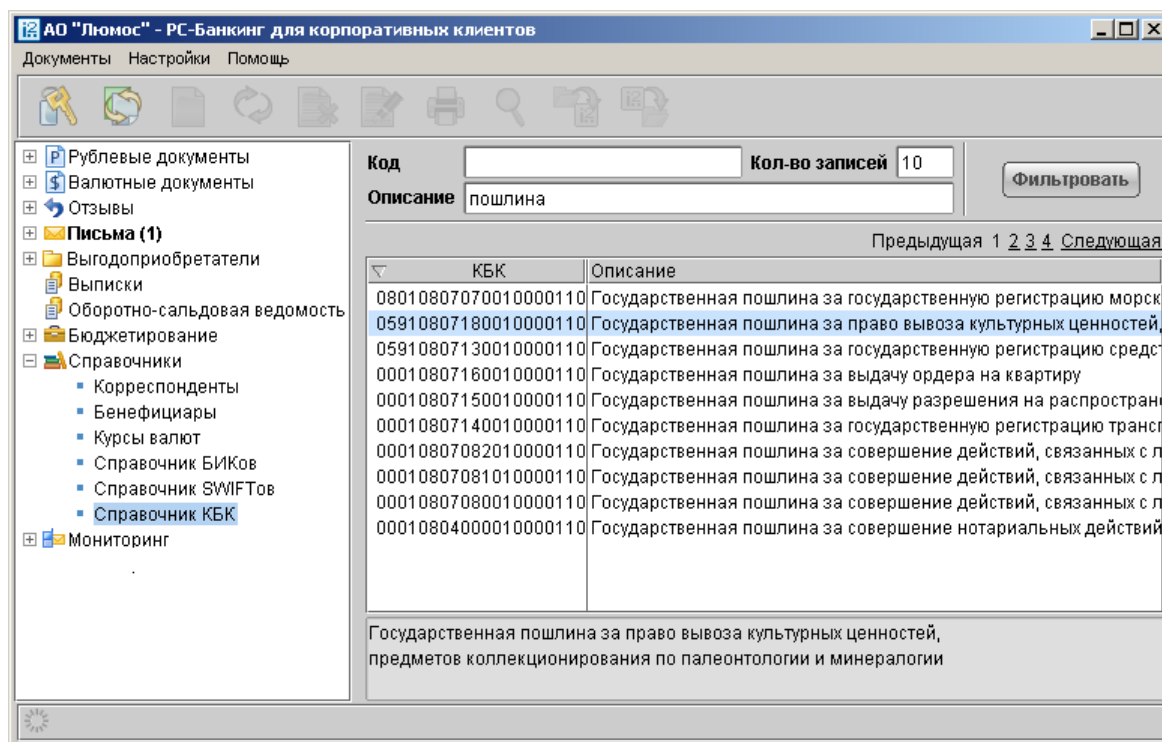 АО "Люмос" - РС-Банкинг для корпоративных клиентов
Документы Настройки Помощь
Рублевые документы
Валютные документы
Отзывы
Письма (1)
Выгодоприобретатели
Выписки
Оборотно-сальдовая ведомость
Бюджетирование
Справочники
Корреспонденты
Бенефициары
Курсы валют
Справочник БИКов
Справочник SWIFTов
Справочник КБК
Мониторинг
Код Кол-во записей 10
Описание пошлина
Фильтровать
Предыдущая 1 2 3 4 Следующая
КБК Описание
08010807070010000110 Государственная пошлина за государственную регистрацию морск
05910807180010000110 Государственная пошлина за право вывоза культурных ценностей,
05910807130010000110 Государственная пошлина за государственную регистрацию средст
00010807160010000110 Государственная пошлина за выдачу ордера на квартиру
00010807150010000110 Государственная пошлина за выдачу разрешения на распростран
00010807140010000110 Государственная пошлина за государственную регистрацию трансп
00010807082010000110 Государственная пошлина за совершение действий, связанных с л
00010807081010000110 Государственная пошлина за совершение действий, связанных с л
00010807080010000110 Государственная пошлина за совершение действий, связанных с л
00010804000010000110 Государственная пошлина за совершение нотариальных действий
Государственная пошлина за право вывоза культурных ценностей,
предметов коллекционирования по палеонтологии и минералогии